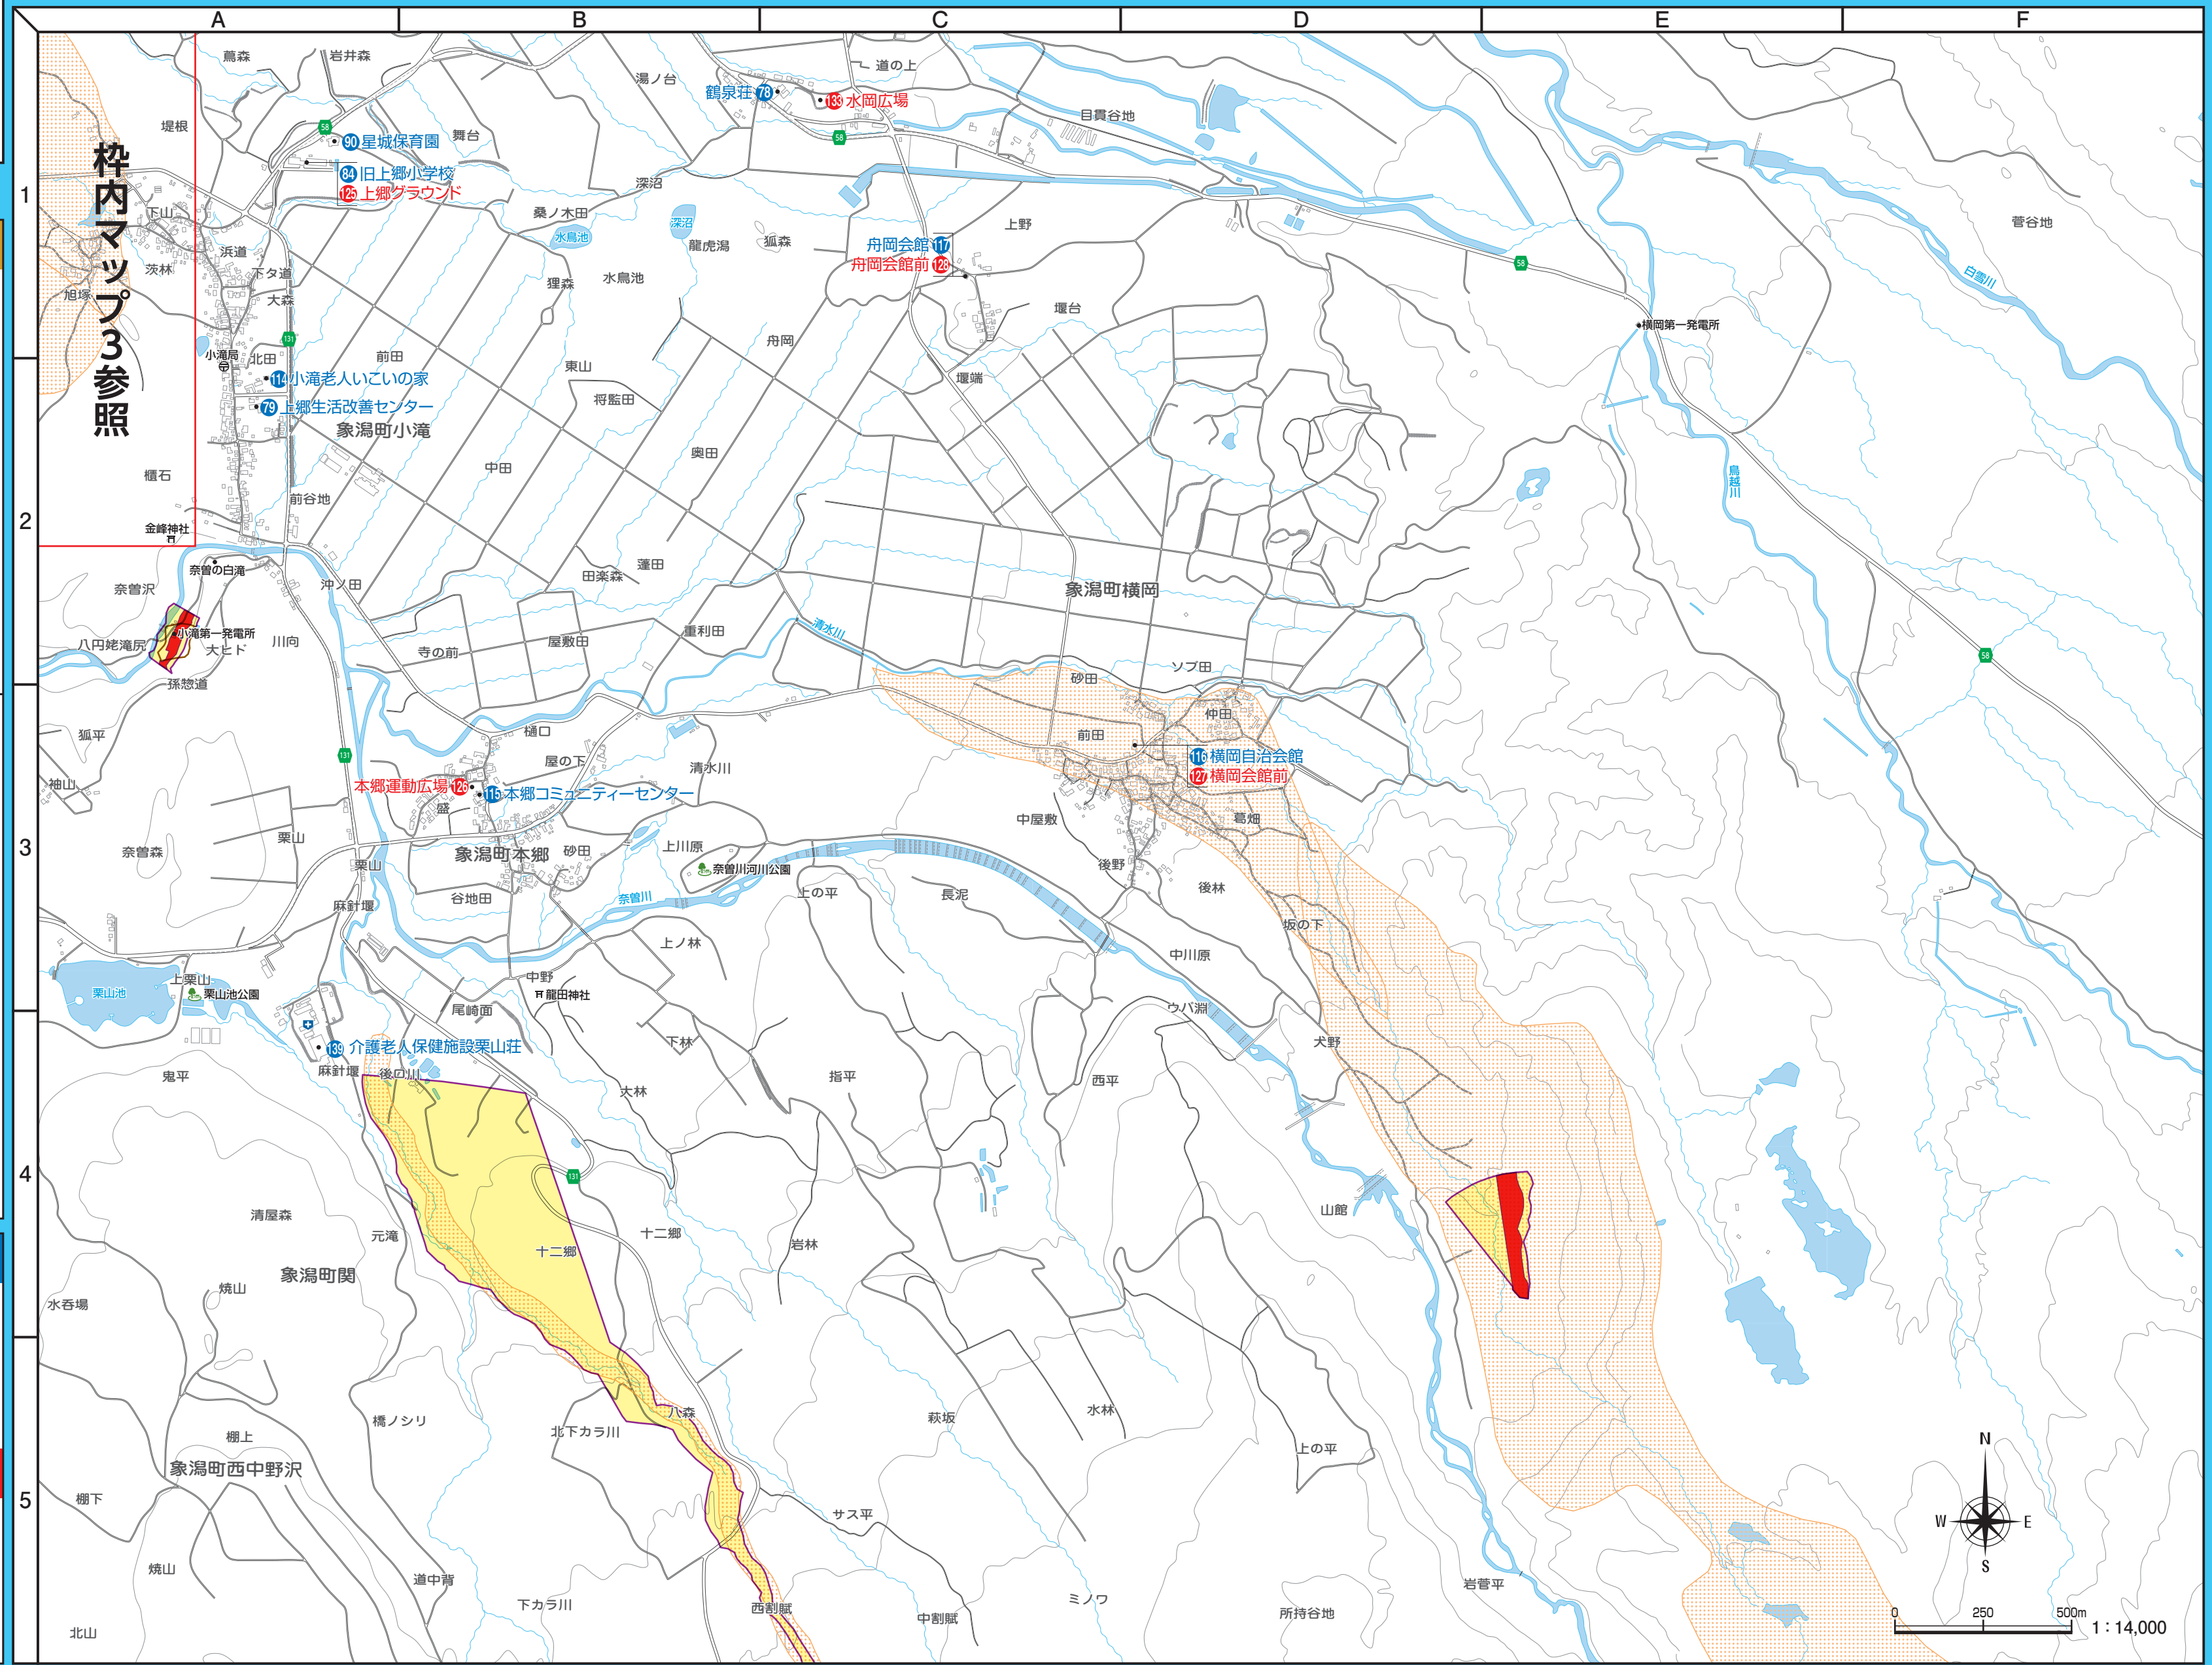 A
B
C
D
E
F
1
2
3
4
5
枠内マップ3参照
蔦森
岩井森
湯ノ台
道の上
鶴泉荘 78
133 水岡広場
目貫谷地
58
58
堤根
90 星城保育園
舞台
84 旧上郷小学校
125 上郷グラウンド
深沼
下山
桑ノ木田
水鳥池
深沼
龍虎潟
狐森
上野
菅谷地
浜道
茨林
下タ道
舟岡会館 117
舟岡会館前 128
58
白雪川
旭塚
大森
狸森
水鳥池
堰台
横岡第一発電所
131
舟岡
小滝局
北田
前田
東山
堰端
114 小滝老人いこいの家
将監田
79 上郷生活改善センター
象潟町小滝
奥田
中田
櫃石
前谷地
鳥越川
金峰神社
奈曽の白滝
蓮田
田楽森
奈曽沢
沖ノ田
象潟町横岡
清水川
重利田
小滝第一発電所
八円姥滝尻
大ヒド
川向
屋敷田
寺の前
58
ソブ田
砂田
孫惣道
仲田
狐平
樋口
前田
131
屋の下
清水川
116 横岡自治会館
127 横岡会館前
袖山
本郷運動広場 126
115 本郷コミュニティーセンター
盛
中屋敷
葛畑
栗山
奈曽森
象潟町本郷
砂田
上川原
栗山
奈曽川河川公園
後野
後林
上の平
長泥
谷地田
奈曽川
麻針堰
坂の下
上ノ林
中川原
上栗山
中野
栗山池
栗山池公園
龍田神社
尾崎面
ウバ淵
下林
犬野
139 介護老人保健施設栗山荘
麻針堰
後口川
鬼平
指平
西平
大林
131
清屋森
元滝
十二郷
十二郷
山館
岩林
象潟町関
焼山
水呑場
八森
橋ノシリ
北下カラ川
萩坂
水林
棚上
上の平
象潟町西中野沢
棚下
サス平
焼山
道中背
下カラ川
西割賦
中割賦
ミノワ
岩菅平
所持谷地
北山
N
W
E
S
0
250
500m
1:14,000